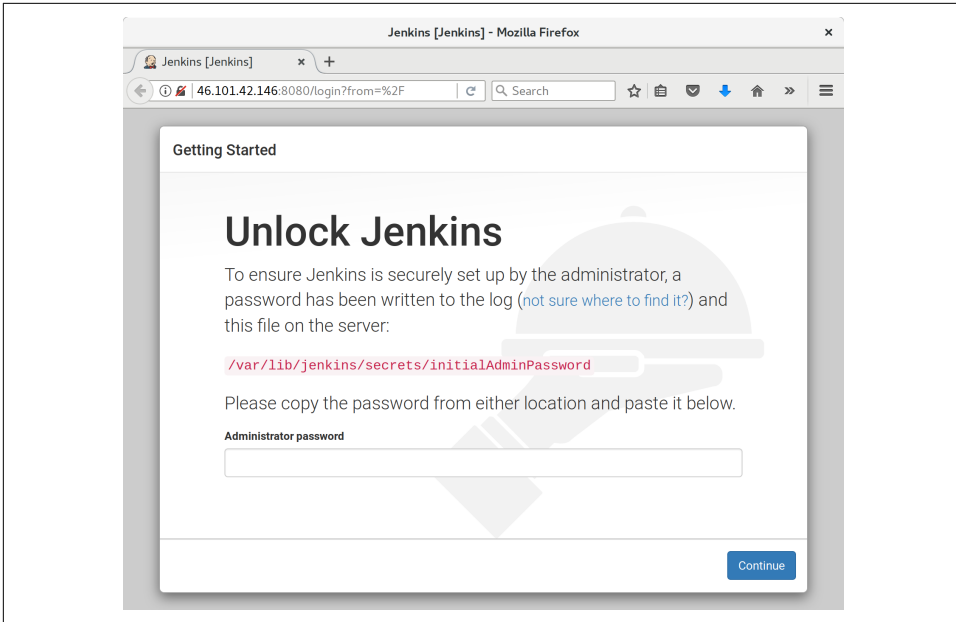 Jenkins [Jenkins] - Mozilla Firefox
Jenkins [Jenkins]
46.101.42.146:8080/login?from=%2F
Search
Getting Started
Unlock Jenkins
To ensure Jenkins is securely set up by the administrator, a
password has been written to the log (not sure where to find it?) and
this file on the server:
/var/lib/jenkins/secrets/initialAdminPassword
Please copy the password from either location and paste it below.
Administrator password
Continue